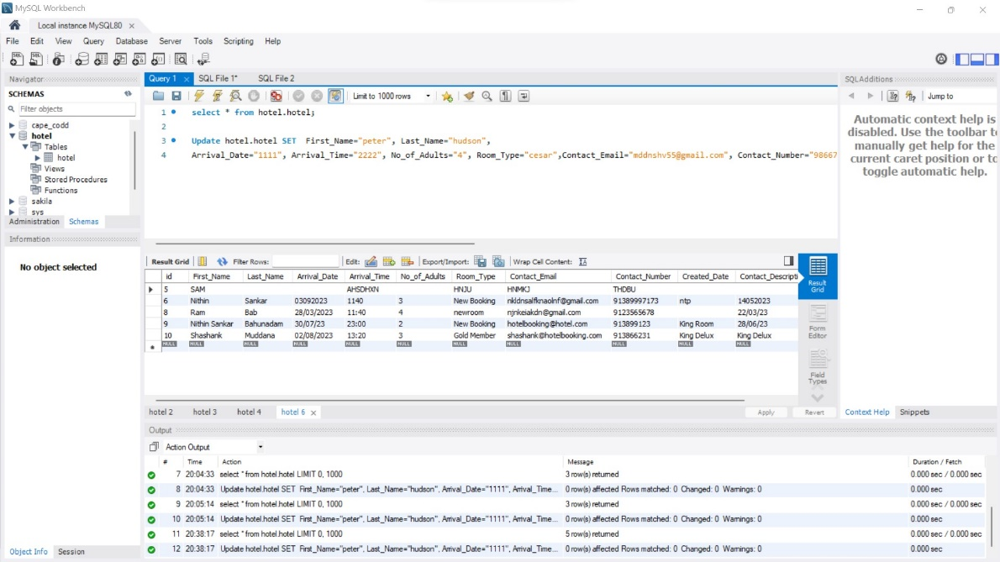 MySQL Workbench
Local instance MySQL80
File Edit View Query Database Server Tools Scripting Help
Navigator
SCHEMAS
Filter objects
cape_codd
hotel
Tables
hotel
Views
Stored Procedures
Functions
sakila
sys
Administration Schemas
Information
No object selected
Object Info Session
Query 1 SQL File 1* SQL File 2
Limit to 1000 rows
1 select * from hotel.hotel;
2
3 Update hotel.hotel SET First_Name="peter", Last_Name="hudson",
4 Arrival_Date="1111", Arrival_Time="2222", No_of_Adults="4", Room_Type="cesar",Contact_Email="mddnshv55@gmail.com", Contact_Number="98667
Result Grid Filter Rows: Edit: Export/Import: Wrap Cell Content:
id First_Name Last_Name Arrival_Date Arrival_Time No_of_Adults Room_Type Contact_Email Contact_Number Created_Date Contact_Descripti
5 SAM AHSDHXN HNJU HNMKJ THDBU
6 Nithin Sankar 03092023 1140 3 New Booking nkldnsalfknaolnf@gmail.com 91389997173 ntp 14052023
8 Ram Bab 28/03/2023 11:40 4 newroom njnkeiakdn@gmail.com 9123565678 22/03/23
9 Nithin Sankar Bahunadam 30/07/23 23:00 2 New Booking hotelbooking@hotel.com 913899123 King Room 28/06/23
10 Shashank Muddana 02/08/2023 13:20 3 Gold Member shashank@hotelbooking.com 913866231 King Delux King Delux
NULL NULL NULL NULL NULL NULL NULL NULL NULL NULL NULL
Result
Grid
Form
Editor
Field
Types
hotel 2 hotel 3 hotel 4 hotel 6 Apply Revert
Output
Action Output
# Time Action Message Duration / Fetch
7 20:04:33 select * from hotel.hotel LIMIT 0, 1000 3 row(s) returned 0.000 sec / 0.000 sec
8 20:04:33 Update hotel.hotel SET First_Name="peter", Last_Name="hudson", Arrival_Date="1111", Arrival_Time... 0 row(s) affected Rows matched: 0 Changed: 0 Warnings: 0 0.000 sec
9 20:05:14 select * from hotel.hotel LIMIT 0, 1000 3 row(s) returned 0.000 sec / 0.000 sec
10 20:05:14 Update hotel.hotel SET First_Name="peter", Last_Name="hudson", Arrival_Date="1111", Arrival_Time... 0 row(s) affected Rows matched: 0 Changed: 0 Warnings: 0 0.000 sec
11 20:38:17 select * from hotel.hotel LIMIT 0, 1000 5 row(s) returned 0.000 sec / 0.000 sec
12 20:38:17 Update hotel.hotel SET First_Name="peter", Last_Name="hudson", Arrival_Date="1111", Arrival_Time... 0 row(s) affected Rows matched: 0 Changed: 0 Warnings: 0 0.000 sec
SQLAdditions
Jump to
Automatic context help is
disabled. Use the toolbar to
manually get help for the
current caret position or to
toggle automatic help.
Context Help Snippets